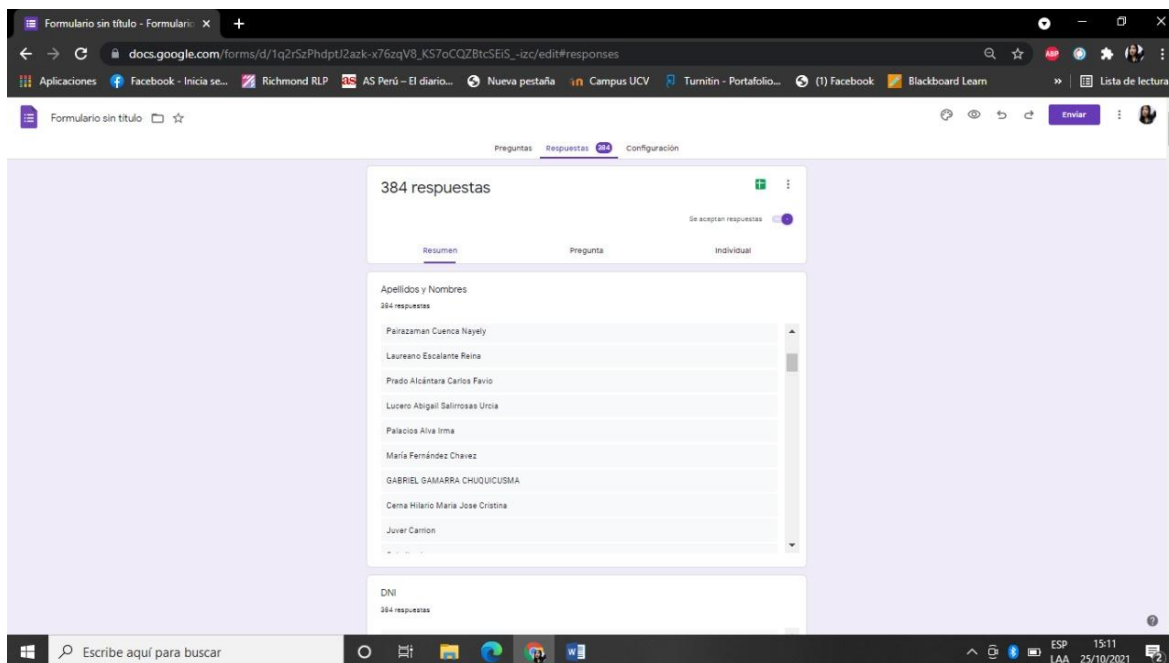 Formulario sin título - Formulario
docs.google.com/forms/d/1q2rSzPhdptJ2azk-x76zqV8_KS7oCQZBtcSEiS_-izc/edit#responses
ABP
Aplicaciones Facebook - Inicia se... Richmond RLP as AS Perú – El diario... Nueva pestaña Campus UCV Turnitin - Portafolio... (1) Facebook Blackboard Learn » Lista de lectura
Formulario sin título Enviar
Preguntas Respuestas 384 Configuración
384 respuestas
Se aceptan respuestas
Resumen Pregunta Individual
Apellidos y Nombres
384 respuestas
Pairazaman Cuenca Nayely
Laureano Escalante Reina
Prado Alcántara Carlos Favio
Lucero Abigail Salirrosas Urcia
Palacios Alva Irma
María Fernández Chavez
GABRIEL GAMARRA CHUQUICUSMA
Cerna Hilario Maria Jose Cristina
Juver Carrion
DNI
384 respuestas
Escribe aquí para buscar
ESP 15:11
LAA 25/10/2021